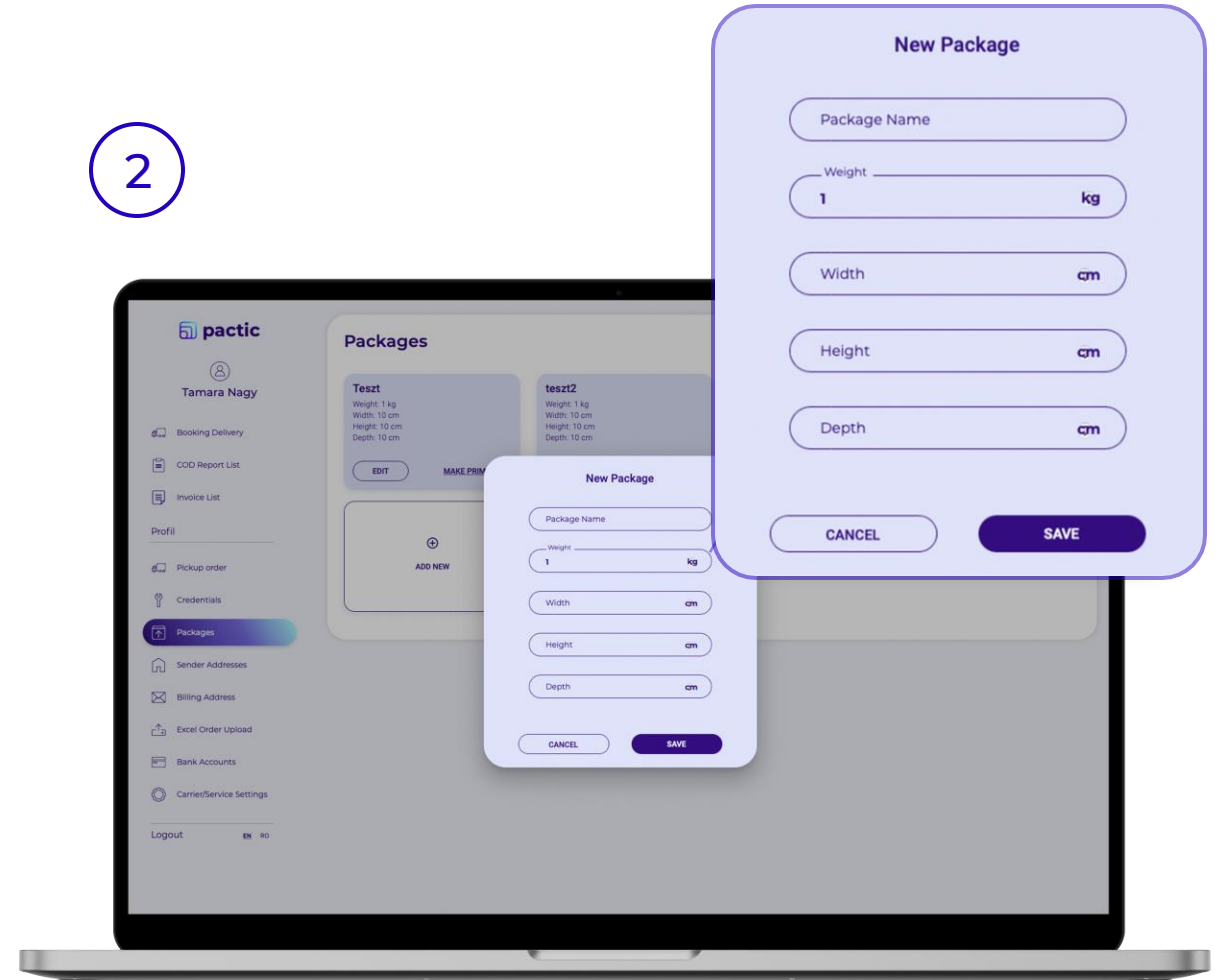 2
pactic
Tamara Nagy
Booking Delivery
COD Report List
Invoice List
Profil
Pickup order
Credentials
Packages
Sender Addresses
Billing Address
Excel Order Upload
Bank Accounts
Carrier/Service Settings
Logout EN RO
Packages
Teszt
Weight: 1 kg
Width: 10 cm
Height: 10 cm
Depth: 10 cm
EDIT MAKE PRIM
teszt2
Weight: 1 kg
Width: 10 cm
Height: 10 cm
Depth: 10 cm
ADD NEW
New Package
Package Name
Weight
1 kg
Width cm
Height cm
Depth cm
CANCEL SAVE
New Package
Package Name
Weight
1 kg
Width cm
Height cm
Depth cm
CANCEL SAVE